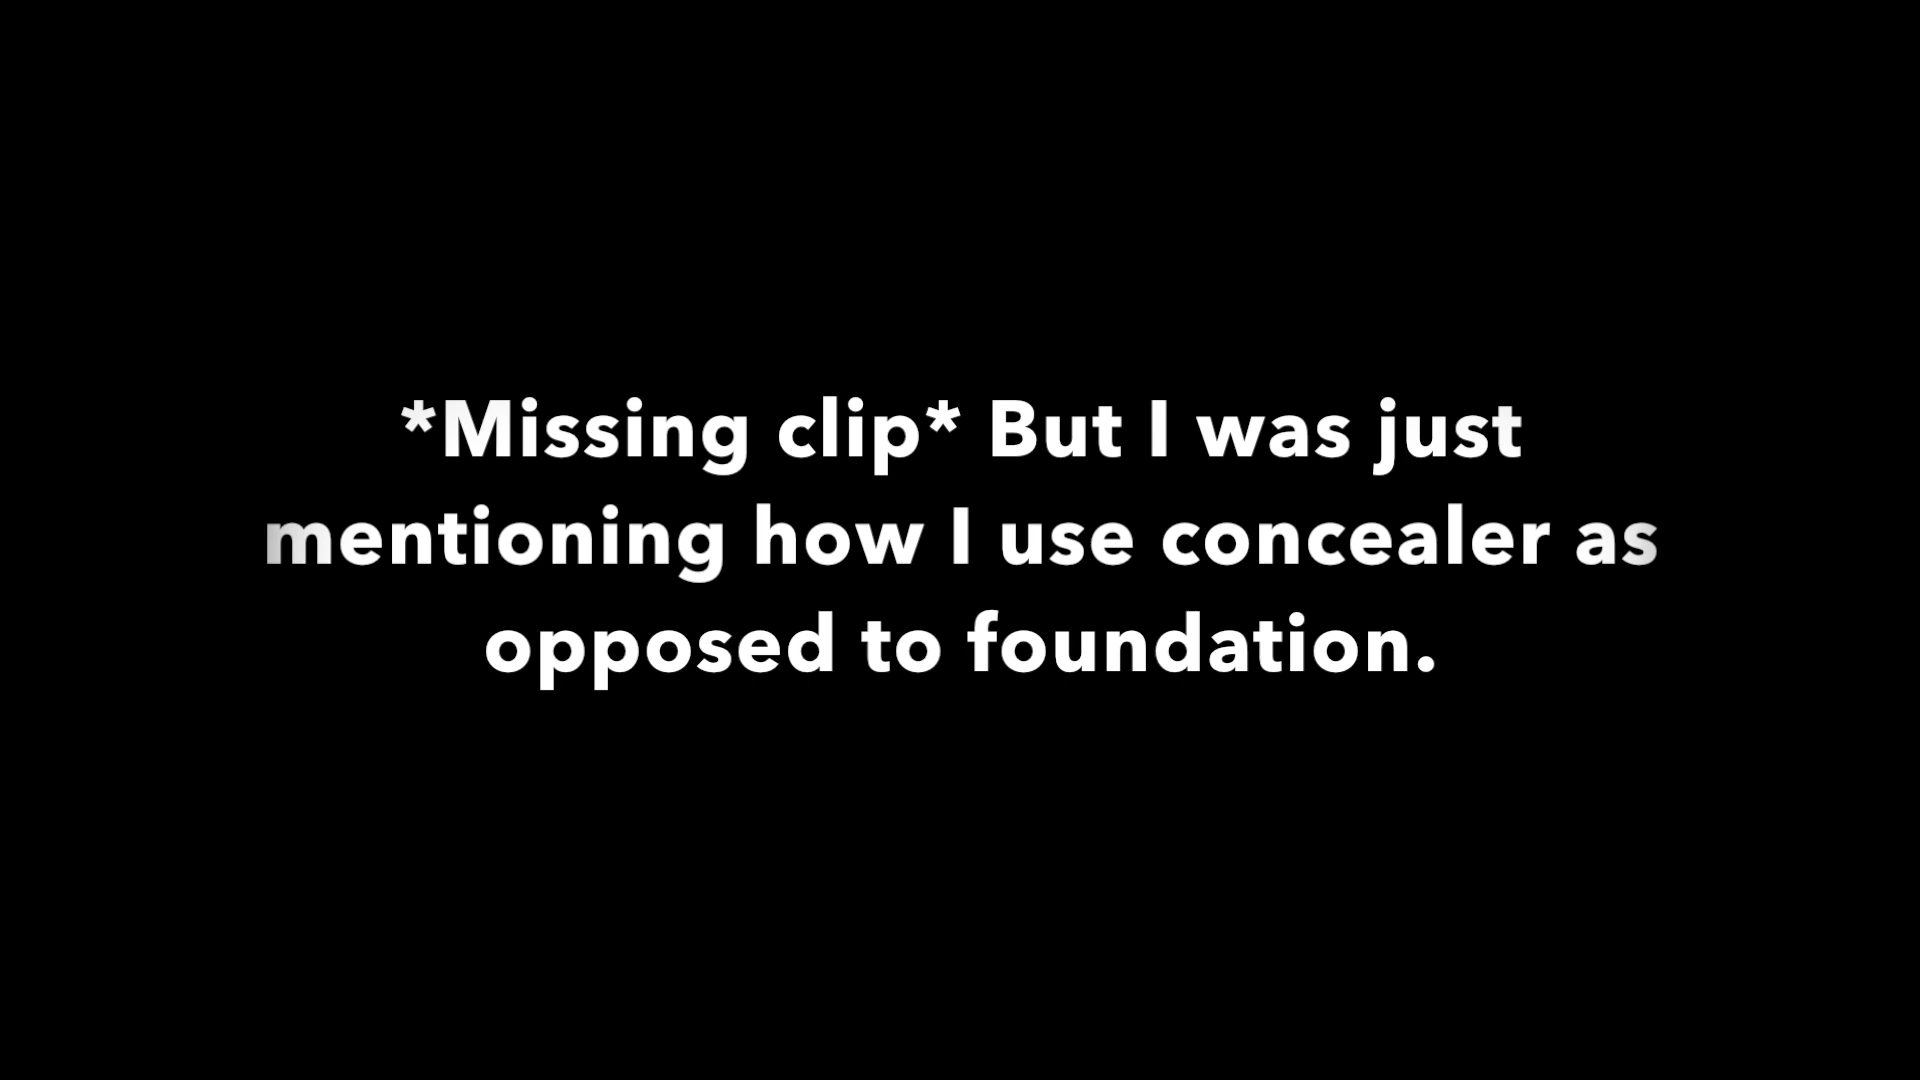 *Missing clip* But I was just
mentioning how I use concealer as
opposed to foundation.